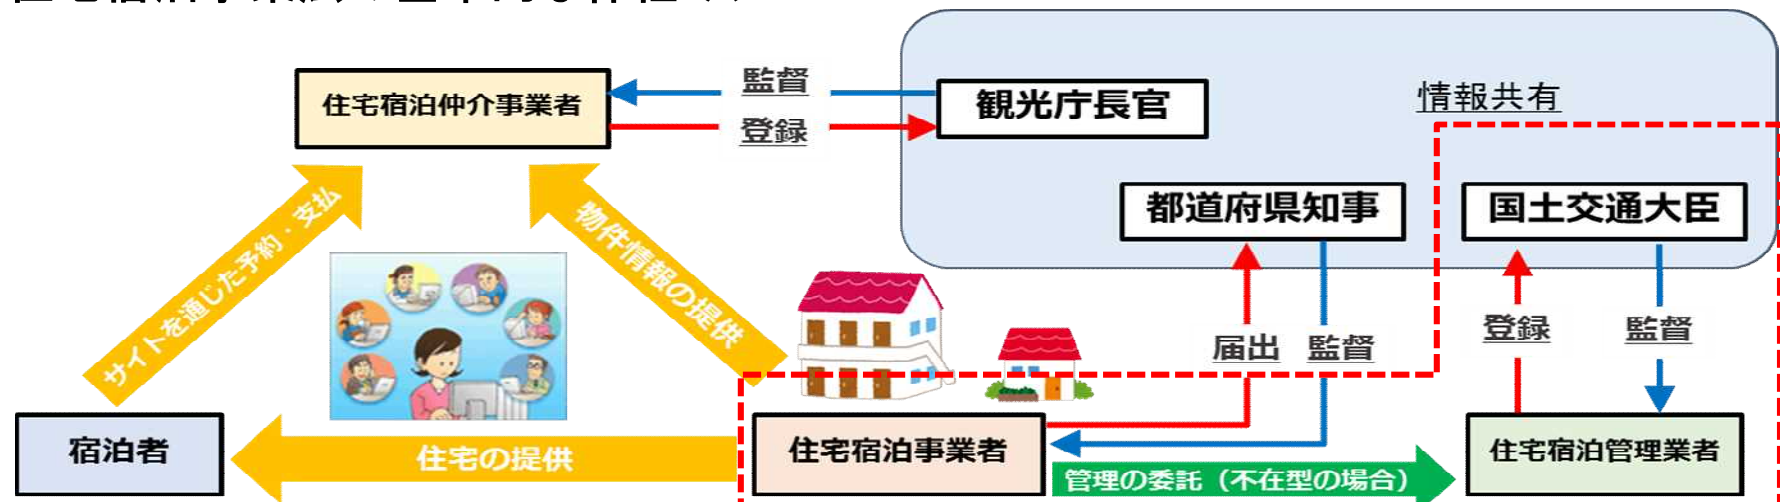 監督
住宅宿泊仲介事業者
観光庁長官
情報共有
登録
都道府県知事
国土交通大臣
サイトを通じた予約・支払
物件情報の提供
届出
監督
登録
監督
宿泊者
住宅の提供
住宅宿泊事業者
管理の委託（不在型の場合）
住宅宿泊管理業者